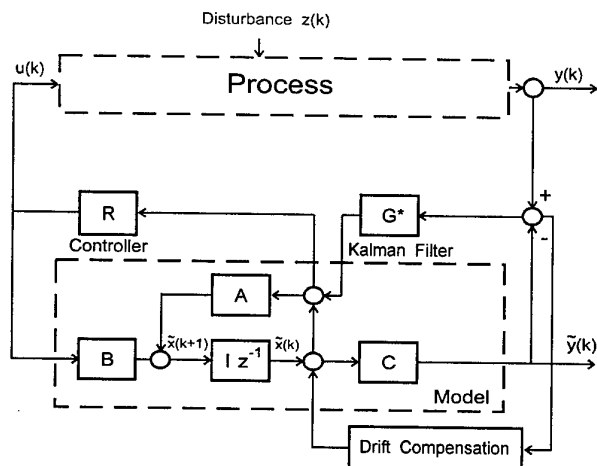 Disturbance z(k)
u(k)
Process
y(k)
+
R
G*
-
Controller
Kalman Filter
A
B
x̃(k+1)
I z⁻¹
x̃(k)
C
ỹ(k)
Model
Drift Compensation